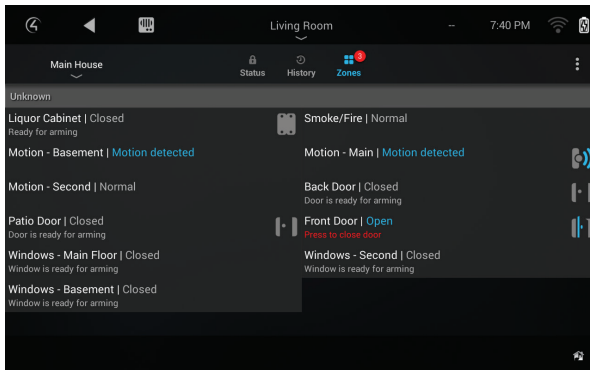 Living Room
--
7:40 PM
Main House
Status
History
Zones
3
Unknown
Liquor Cabinet | Closed
Ready for arming
Smoke/Fire | Normal
Motion - Basement | Motion detected
Motion - Main | Motion detected
Motion - Second | Normal
Back Door | Closed
Door is ready for arming
Patio Door | Closed
Door is ready for arming
Front Door | Open
Press to close door
Windows - Main Floor | Closed
Window is ready for arming
Windows - Second | Closed
Window is ready for arming
Windows - Basement | Closed
Window is ready for arming